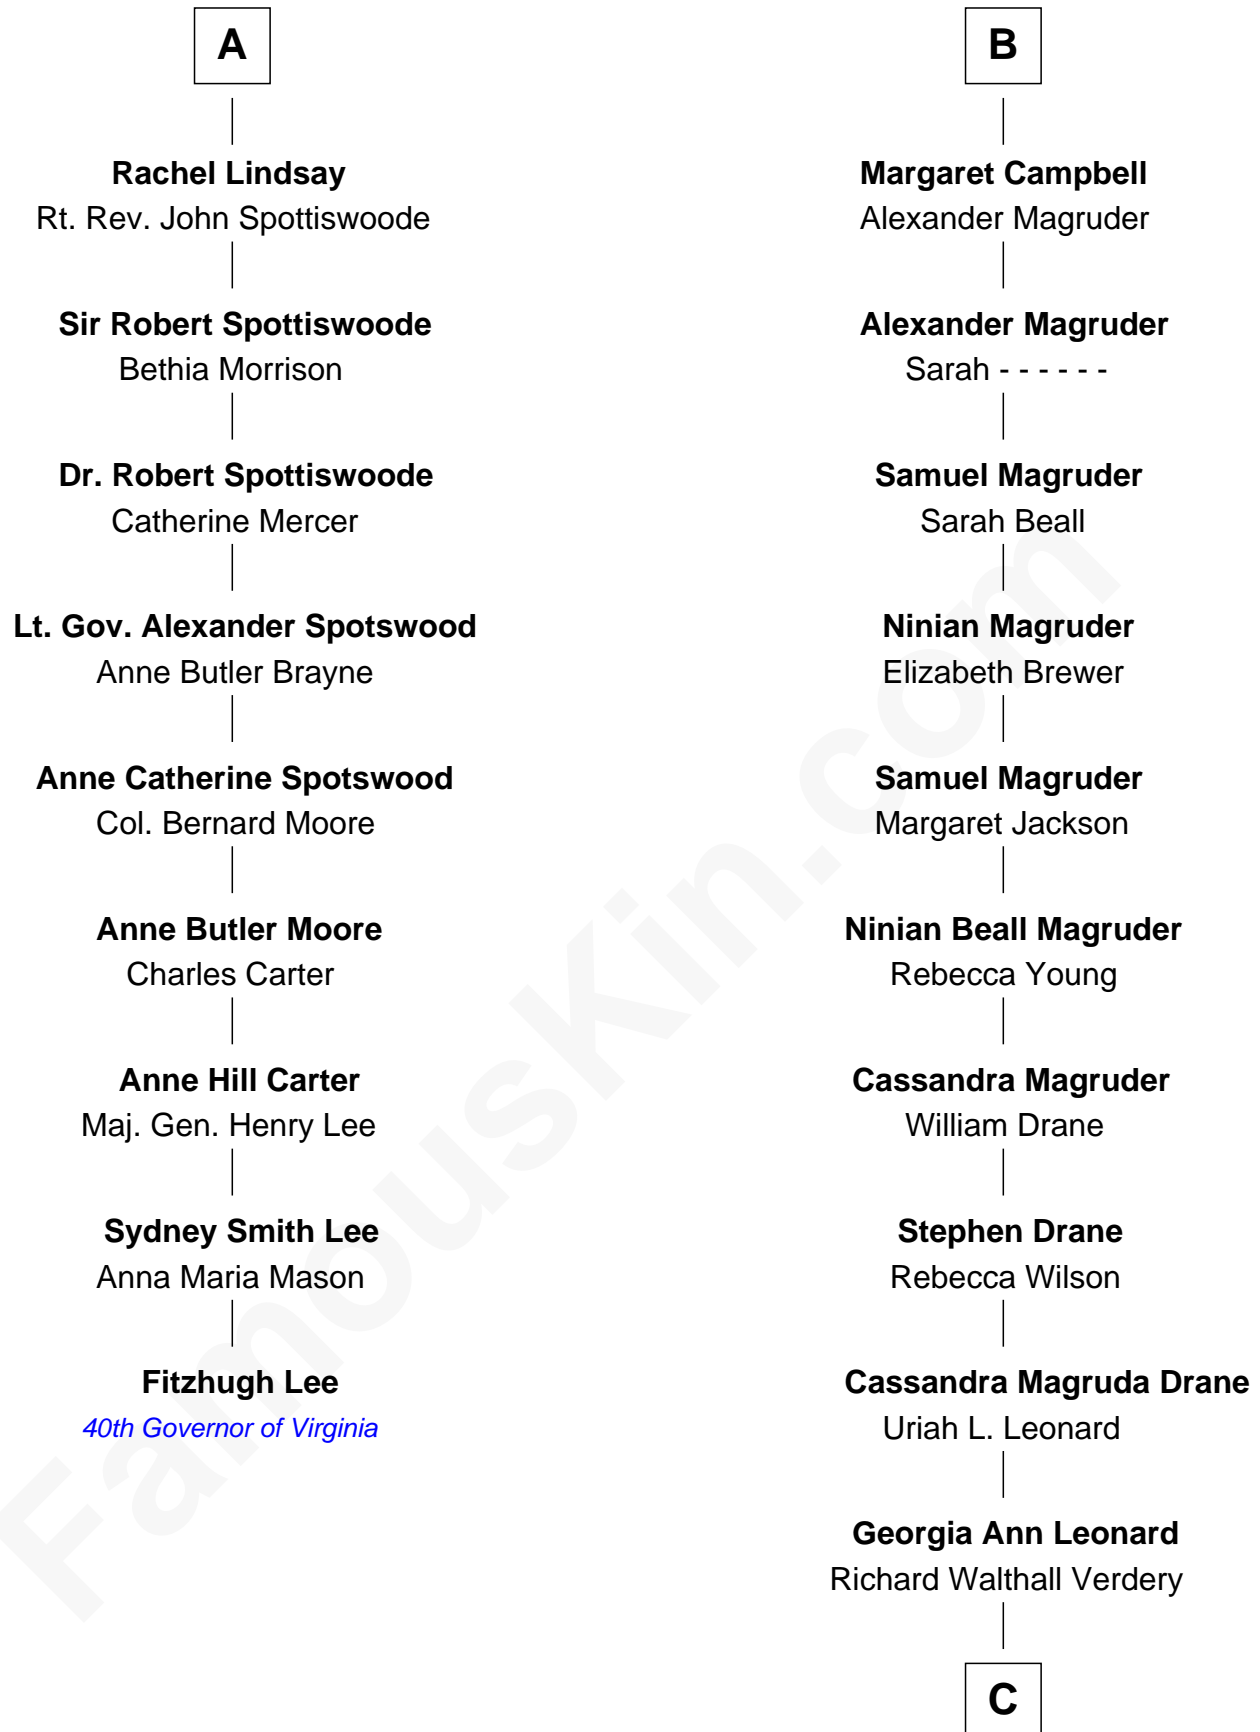 A
Rachel Lindsay
Rt. Rev. John Spottiswoode
Sir Robert Spottiswoode
Bethia Morrison
Dr. Robert Spottiswoode
Catherine Mercer
Lt. Gov. Alexander Spotswood
Anne Butler Brayne
Anne Catherine Spotswood
Col. Bernard Moore
Anne Butler Moore
Charles Carter
Anne Hill Carter
Maj. Gen. Henry Lee
Sydney Smith Lee
Anna Maria Mason
Fitzhugh Lee
40th Governor of Virginia
B
Margaret Campbell
Alexander Magruder
Alexander Magruder
Sarah - - - - - -
Samuel Magruder
Sarah Beall
Ninian Magruder
Elizabeth Brewer
Samuel Magruder
Margaret Jackson
Ninian Beall Magruder
Rebecca Young
Cassandra Magruder
William Drane
Stephen Drane
Rebecca Wilson
Cassandra Magruda Drane
Uriah L. Leonard
Georgia Ann Leonard
Richard Walthall Verdery
C
FamousKin.com